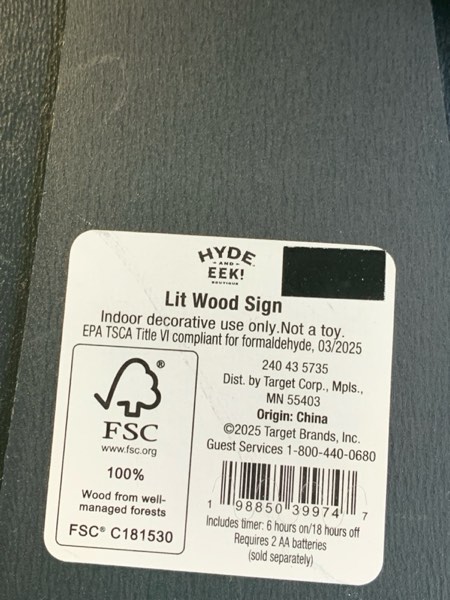 HYDE
AND
EEK!
BOUTIQUE
Lit Wood Sign
Indoor decorative use only.Not a toy.
EPA TSCA Title VI compliant for formaldehyde, 03/2025
FSC®
www.fsc.org
100%
Wood from well-
managed forests
FSC® C181530
240 43 5735
Dist. by Target Corp., Mpls.,
MN 55403
Origin: China
©2025 Target Brands, Inc.
Guest Services 1-800-440-0680
1 98850 39974 7
Includes timer: 6 hours on/18 hours off
Requires 2 AA batteries
(sold separately)